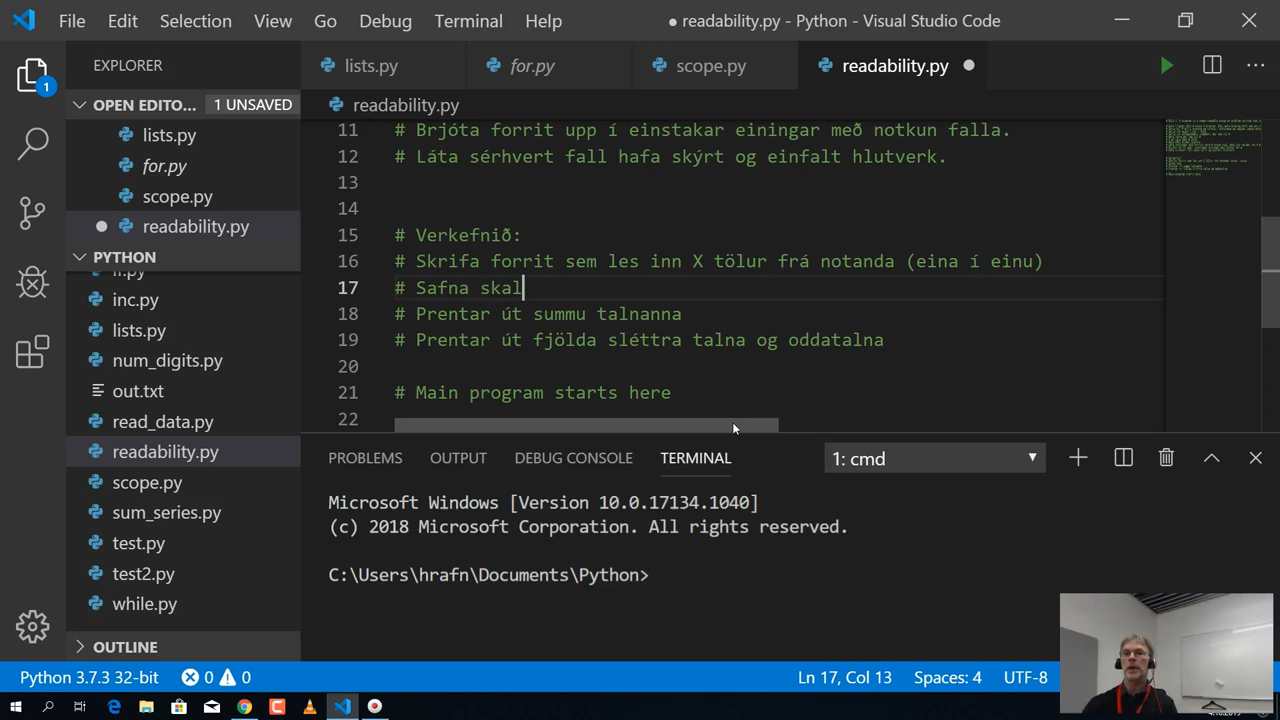 File Edit Selection View Go Debug Terminal Help
● readability.py - Python - Visual Studio Code
EXPLORER
lists.py for.py scope.py readability.py ●
OPEN EDITO... 1 UNSAVED
1
readability.py
lists.py
for.py
scope.py
● readability.py
PYTHON
inc.py
lists.py
num_digits.py
out.txt
read_data.py
readability.py
scope.py
sum_series.py
test.py
test2.py
while.py
OUTLINE
11 # Brjóta forrit upp í einstakar einingar með notkun falla.
12 # Láta sérhvert fall hafa skýrt og einfalt hlutverk.
13
14
15 # Verkefnið:
16 # Skrifa forrit sem les inn X tölur frá notanda (eina í einu)
17 # Safna skal
18 # Prentar út summu talnanna
19 # Prentar út fjölda sléttra talna og oddatalna
20
21 # Main program starts here
22
PROBLEMS OUTPUT DEBUG CONSOLE TERMINAL 1: cmd
Microsoft Windows [Version 10.0.17134.1040]
(c) 2018 Microsoft Corporation. All rights reserved.
C:\Users\hrafn\Documents\Python>
Python 3.7.3 32-bit 0 0 Ln 17, Col 13 Spaces: 4 UTF-8